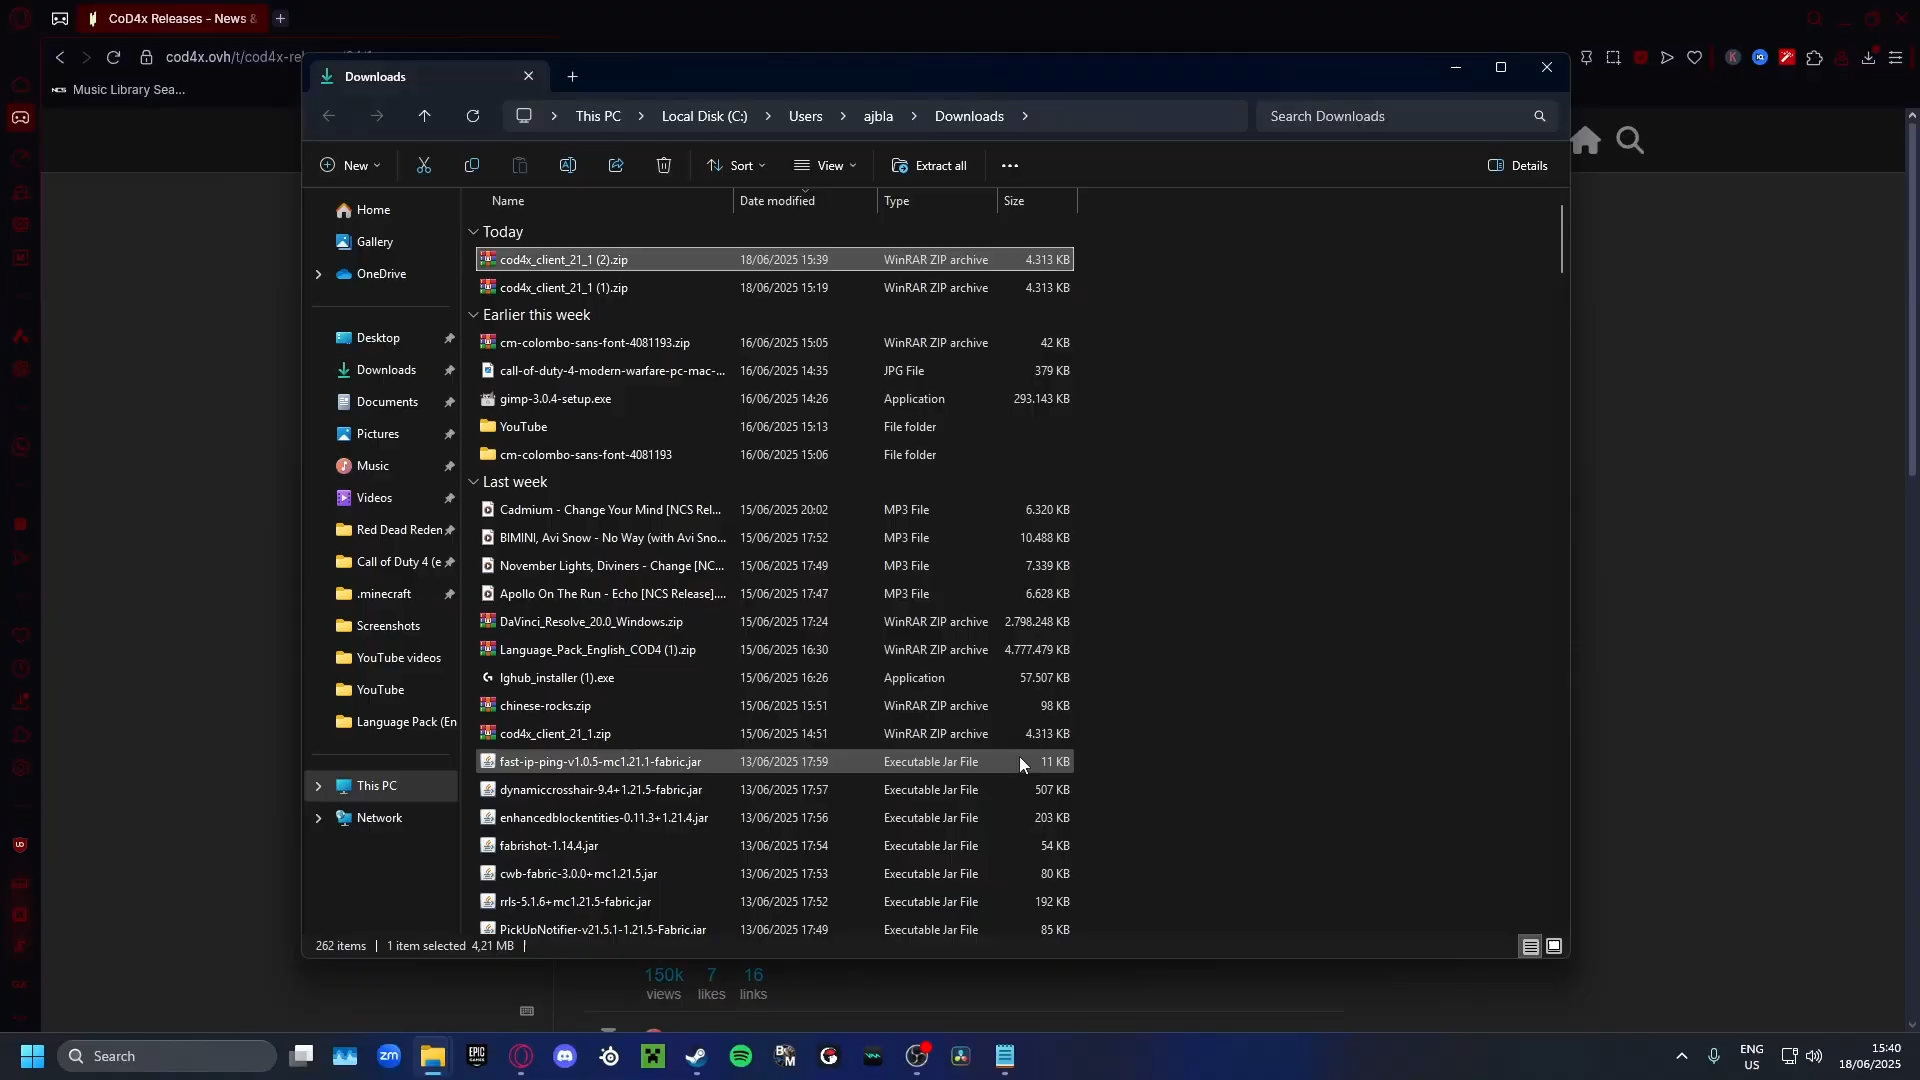 CoD4x Releases - News &
cod4x.ovh/t/cod4x-rel
Music Library Sea...
Downloads
This PC
Local Disk (C:)
Users
ajbla
Downloads
Search Downloads
New
Sort
View
Extract all
Details
Name
Date modified
Type
Size
Home
Gallery
OneDrive
Desktop
Downloads
Documents
Pictures
Music
Videos
Red Dead Reden
Call of Duty 4 (e
.minecraft
Screenshots
YouTube videos
YouTube
Language Pack (En
This PC
Network
Today
cod4x_client_21_1 (2).zip 18/06/2025 15:39 WinRAR ZIP archive 4.313 KB
cod4x_client_21_1 (1).zip 18/06/2025 15:19 WinRAR ZIP archive 4.313 KB
Earlier this week
cm-colombo-sans-font-4081193.zip 16/06/2025 15:05 WinRAR ZIP archive 42 KB
call-of-duty-4-modern-warfare-pc-mac-... 16/06/2025 14:35 JPG File 379 KB
gimp-3.0.4-setup.exe 16/06/2025 14:26 Application 293.143 KB
YouTube 16/06/2025 15:13 File folder
cm-colombo-sans-font-4081193 16/06/2025 15:06 File folder
Last week
Cadmium - Change Your Mind [NCS Rel... 15/06/2025 20:02 MP3 File 6.320 KB
BIMINI, Avi Snow - No Way (with Avi Sno... 15/06/2025 17:52 MP3 File 10.488 KB
November Lights, Diviners - Change [NC... 15/06/2025 17:49 MP3 File 7.339 KB
Apollo On The Run - Echo [NCS Release].... 15/06/2025 17:47 MP3 File 6.628 KB
DaVinci_Resolve_20.0_Windows.zip 15/06/2025 17:24 WinRAR ZIP archive 2.798.248 KB
Language_Pack_English_COD4 (1).zip 15/06/2025 16:30 WinRAR ZIP archive 4.777.479 KB
lghub_installer (1).exe 15/06/2025 16:26 Application 57.507 KB
chinese-rocks.zip 15/06/2025 15:51 WinRAR ZIP archive 98 KB
cod4x_client_21_1.zip 15/06/2025 14:51 WinRAR ZIP archive 4.313 KB
fast-ip-ping-v1.0.5-mc1.21.1-fabric.jar 13/06/2025 17:59 Executable Jar File 11 KB
dynamiccrosshair-9.4+1.21.5-fabric.jar 13/06/2025 17:57 Executable Jar File 507 KB
enhancedblockentities-0.11.3+1.21.4.jar 13/06/2025 17:56 Executable Jar File 203 KB
fabrishot-1.14.4.jar 13/06/2025 17:54 Executable Jar File 54 KB
cwb-fabric-3.0.0+mc1.21.5.jar 13/06/2025 17:53 Executable Jar File 80 KB
rrls-5.1.6+mc1.21.5-fabric.jar 13/06/2025 17:52 Executable Jar File 192 KB
PickUpNotifier-v21.5.1-1.21.5-Fabric.jar 13/06/2025 17:49 Executable Jar File 85 KB
262 items 1 item selected 4,21 MB
150k 7 16
views likes links
Search
zm
EPIC GAMES
ENG
US
15:40
18/06/2025